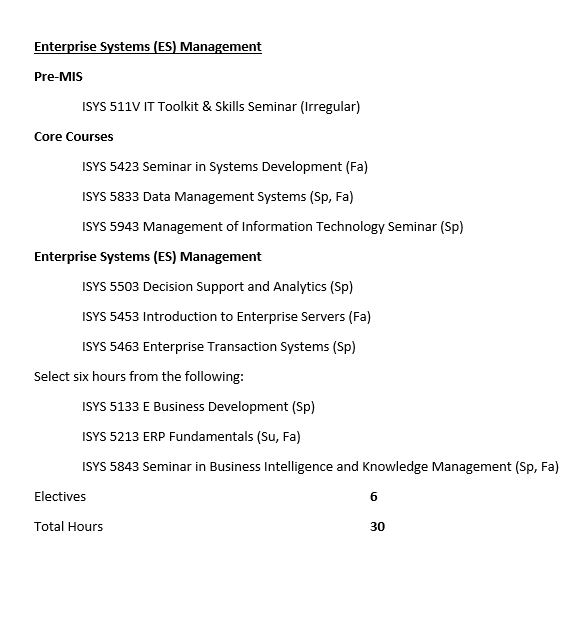 Enterprise Systems (ES) Management
Pre-MIS
ISYS 511V IT Toolkit & Skills Seminar (Irregular)
Core Courses
ISYS 5423 Seminar in Systems Development (Fa)
ISYS 5833 Data Management Systems (Sp, Fa)
ISYS 5943 Management of Information Technology Seminar (Sp)
Enterprise Systems (ES) Management
ISYS 5503 Decision Support and Analytics (Sp)
ISYS 5453 Introduction to Enterprise Servers (Fa)
ISYS 5463 Enterprise Transaction Systems (Sp)
Select six hours from the following:
ISYS 5133 E Business Development (Sp)
ISYS 5213 ERP Fundamentals (Su, Fa)
ISYS 5843 Seminar in Business Intelligence and Knowledge Management (Sp, Fa)
Electives 6
Total Hours 30